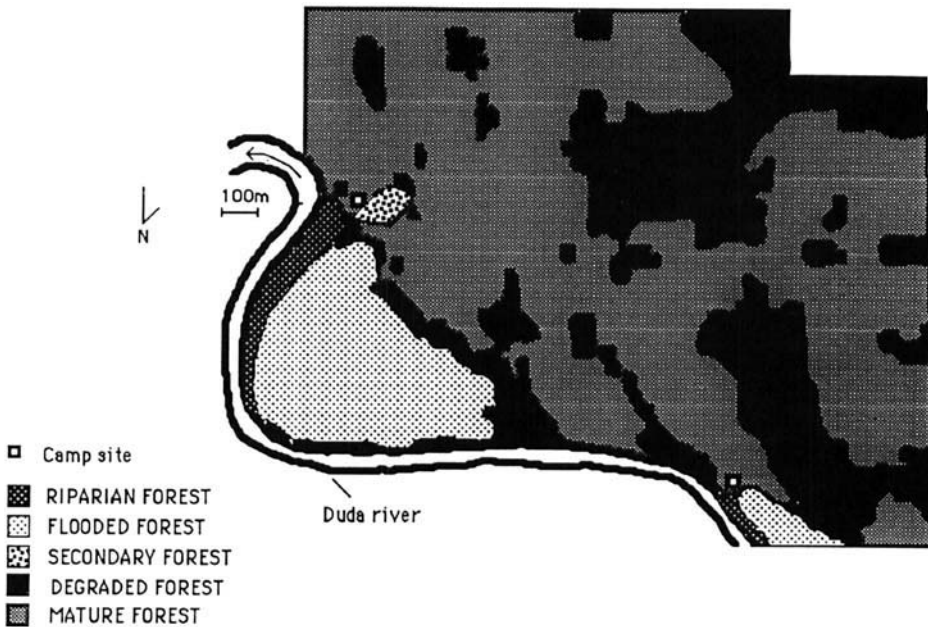 100m
N
Duda river
Camp site
RIPARIAN FOREST
FLOODED FOREST
SECONDARY FOREST
DEGRADED FOREST
MATURE FOREST